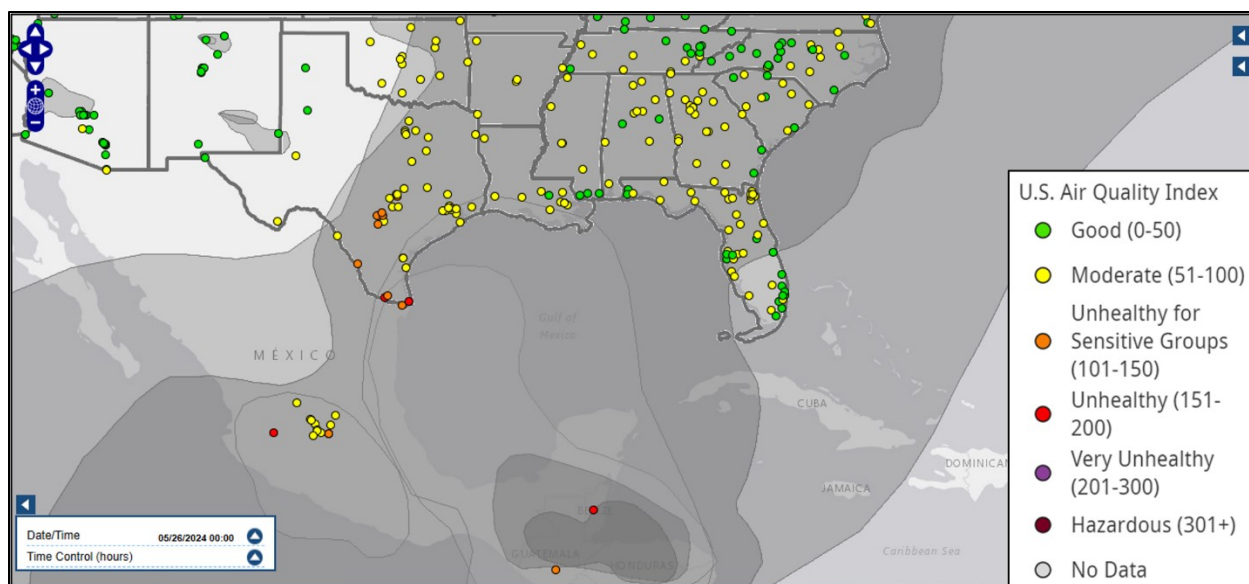 U.S. Air Quality Index
Good (0-50)
Moderate (51-100)
Unhealthy for
Sensitive Groups
(101-150)
Unhealthy (151-
200)
Very Unhealthy
(201-300)
Hazardous (301+)
No Data
Gulf of
Mexico
MÉXICO
CUBA
DOMINICAN
JAMAICA
BELIZE
GUATEMALA
HONDURAS
Caribbean Sea
Date/Time 05/26/2024 00:00
Time Control (hours)
+
−